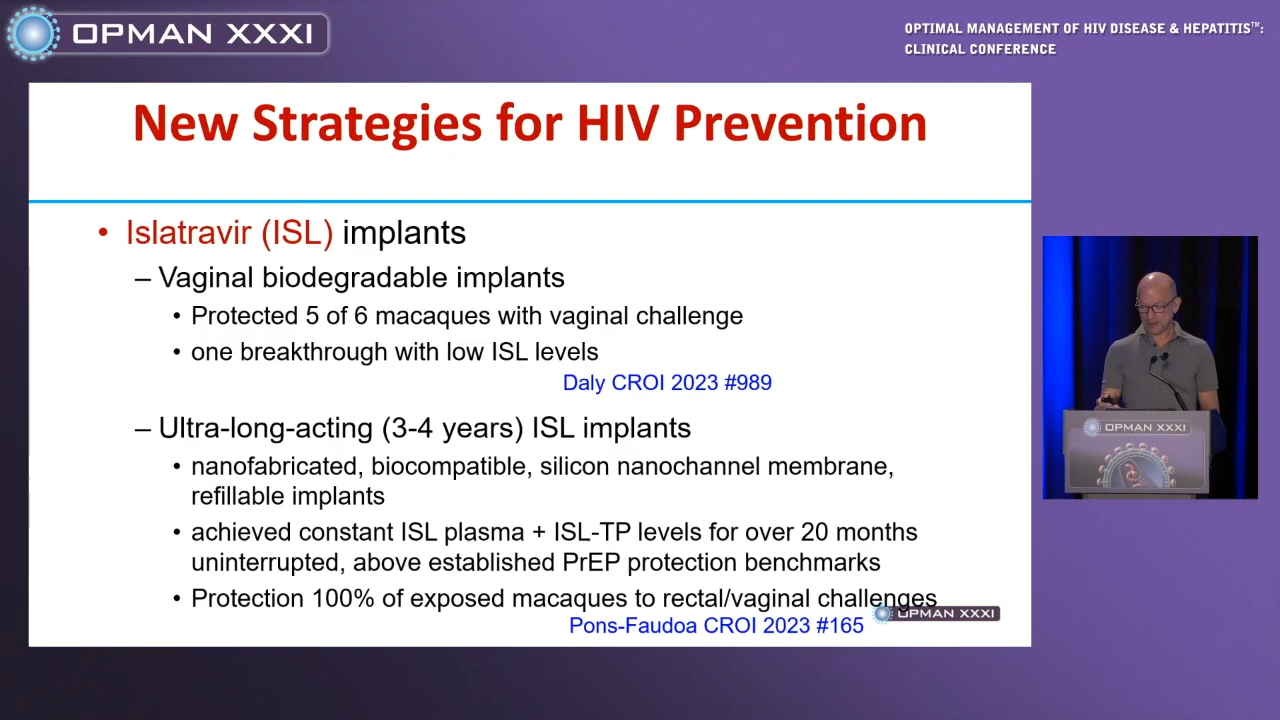 OPMAN XXXI
OPTIMAL MANAGEMENT OF HIV DISEASE & HEPATITIS™:
CLINICAL CONFERENCE
New Strategies for HIV Prevention
• Islatravir (ISL) implants
– Vaginal biodegradable implants
• Protected 5 of 6 macaques with vaginal challenge
• one breakthrough with low ISL levels
Daly CROI 2023 #989
– Ultra-long-acting (3-4 years) ISL implants
• nanofabricated, biocompatible, silicon nanochannel membrane,
refillable implants
• achieved constant ISL plasma + ISL-TP levels for over 20 months
uninterrupted, above established PrEP protection benchmarks
• Protection 100% of exposed macaques to rectal/vaginal challenges
OPMAN XXXI
Pons-Faudoa CROI 2023 #165
OPMAN XXXI